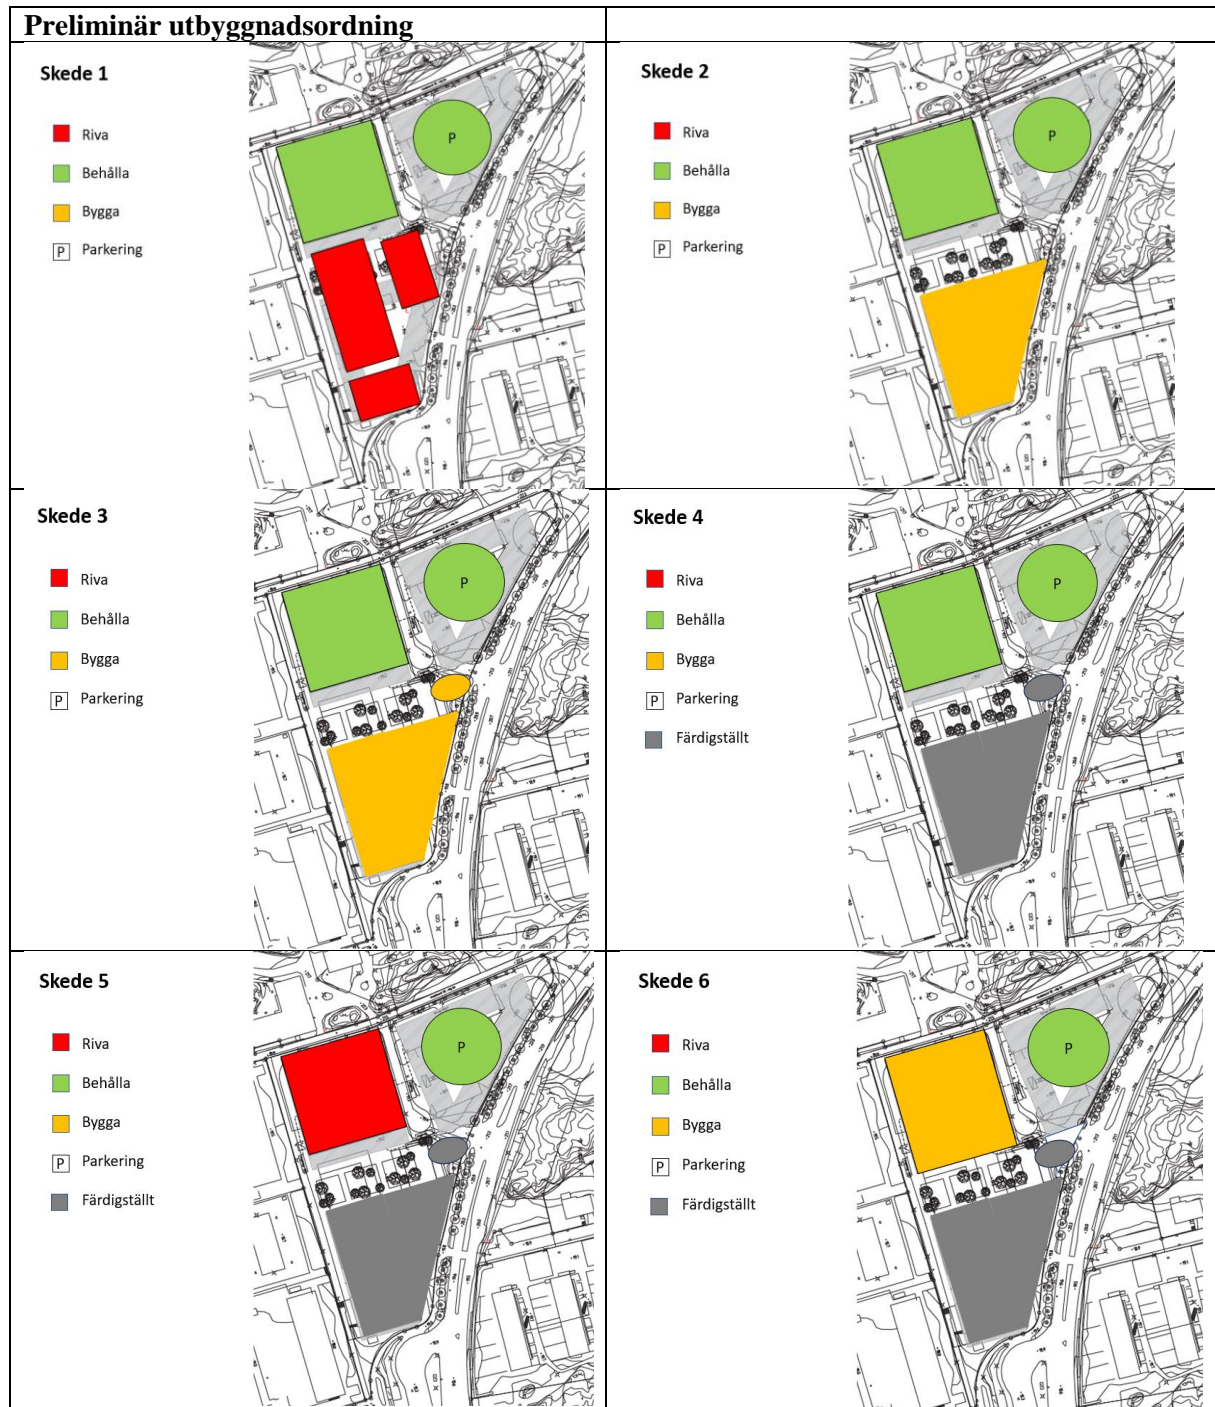 Preliminär utbyggnadsordning
Skede 1
Riva
Behålla
Bygga
P Parkering
P
Skede 2
Riva
Behålla
Bygga
P Parkering
P
Skede 3
Riva
Behålla
Bygga
P Parkering
P
Skede 4
Riva
Behålla
Bygga
P Parkering
Färdigställt
P
Skede 5
Riva
Behålla
Bygga
P Parkering
Färdigställt
P
Skede 6
Riva
Behålla
Bygga
P Parkering
Färdigställt
P